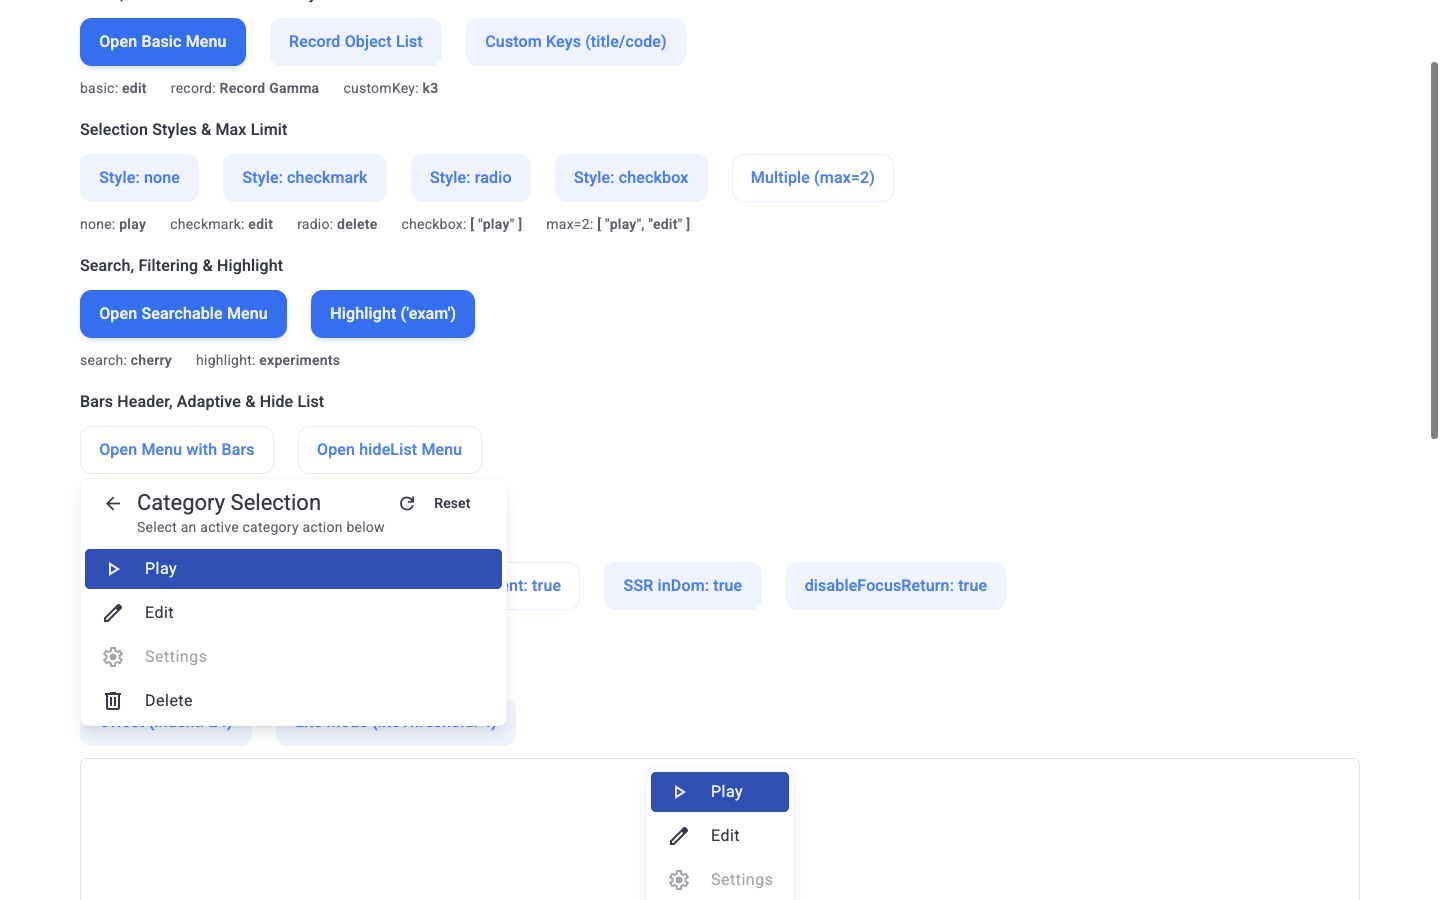 Open Basic Menu Record Object List Custom Keys (title/code)
basic: edit record: Record Gamma customKey: k3
Selection Styles & Max Limit
Style: none Style: checkmark Style: radio Style: checkbox Multiple (max=2)
none: play checkmark: edit radio: delete checkbox: [ "play" ] max=2: [ "play", "edit" ]
Search, Filtering & Highlight
Open Searchable Menu Highlight ('exam')
search: cherry highlight: experiments
Bars Header, Adaptive & Hide List
Open Menu with Bars Open hideList Menu
Category Selection Reset
Select an active category action below
Play
ent: true SSR inDom: true disableFocusReturn: true
Edit
Settings
Delete
Play
Edit
Settings